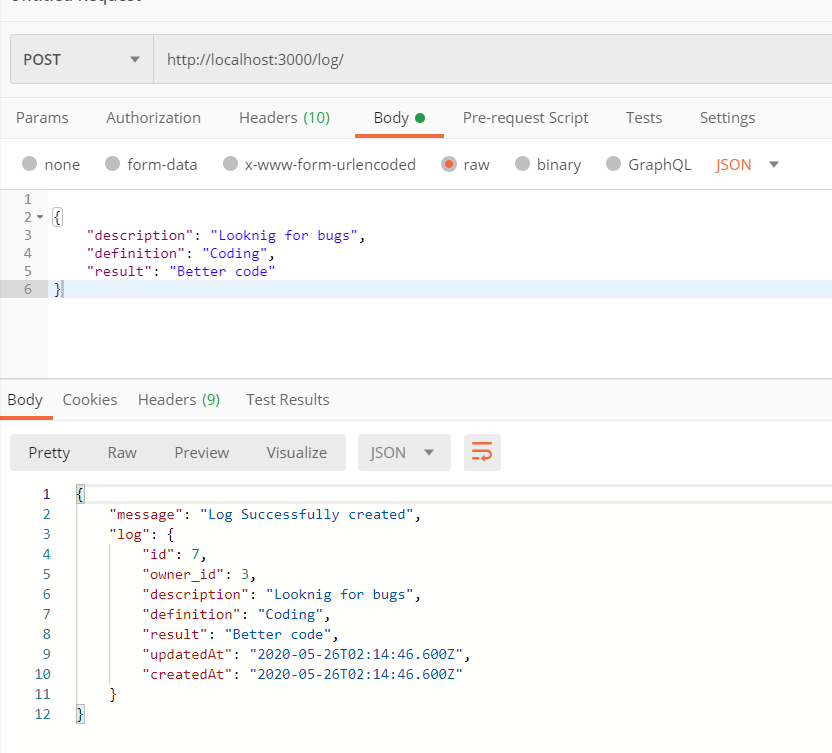 Untitled Request
POST http://localhost:3000/log/
Params Authorization Headers (10) Body Pre-request Script Tests Settings
none form-data x-www-form-urlencoded raw binary GraphQL JSON
1
2 {
3 "description": "Looknig for bugs",
4 "definition": "Coding",
5 "result": "Better code"
6 }
Body Cookies Headers (9) Test Results
Pretty Raw Preview Visualize JSON
1 {
2 "message": "Log Successfully created",
3 "log": {
4 "id": 7,
5 "owner_id": 3,
6 "description": "Looknig for bugs",
7 "definition": "Coding",
8 "result": "Better code",
9 "updatedAt": "2020-05-26T02:14:46.600Z",
10 "createdAt": "2020-05-26T02:14:46.600Z"
11 }
12 }